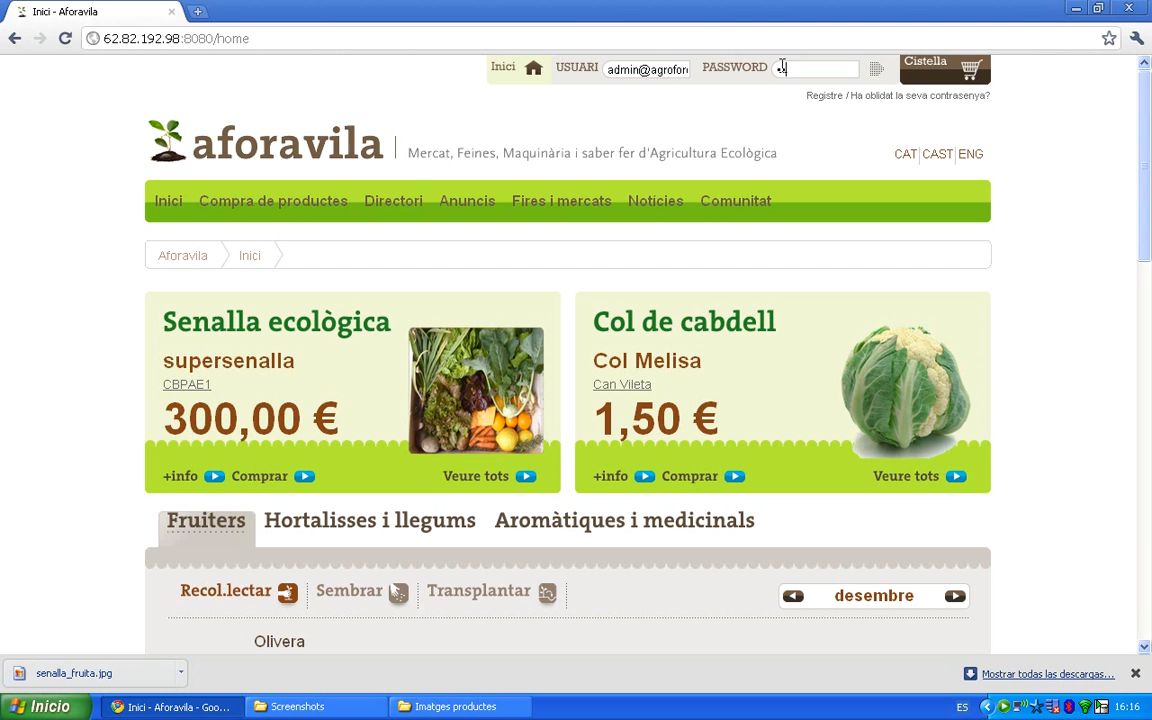 Inici - Aforavila
62.82.192.98:8080/home
Inici USUARI admin@agrofor PASSWORD Cistella
Registre / Ha oblidat la seva contrasenya?
aforavila | Mercat, Feines, Maquinària i saber fer d'Agricultura Ecològica
CAT | CAST | ENG
Inici Compra de productes Directori Anuncis Fires i mercats Notícies Comunitat
Aforavila Inici
Senalla ecològica
supersenalla
CBPAE1
300,00 €
+info Comprar Veure tots
Col de cabdell
Col Melisa
Can Vileta
1,50 €
+info Comprar Veure tots
Fruiters Hortalisses i llegums Aromàtiques i medicinals
Recol.lectar Sembrar Transplantar desembre
Olivera
senalla_fruita.jpg Mostrar todas las descargas...
Inicio Inici - Aforavila - Goo... Screenshots Imatges productes ES 16:16